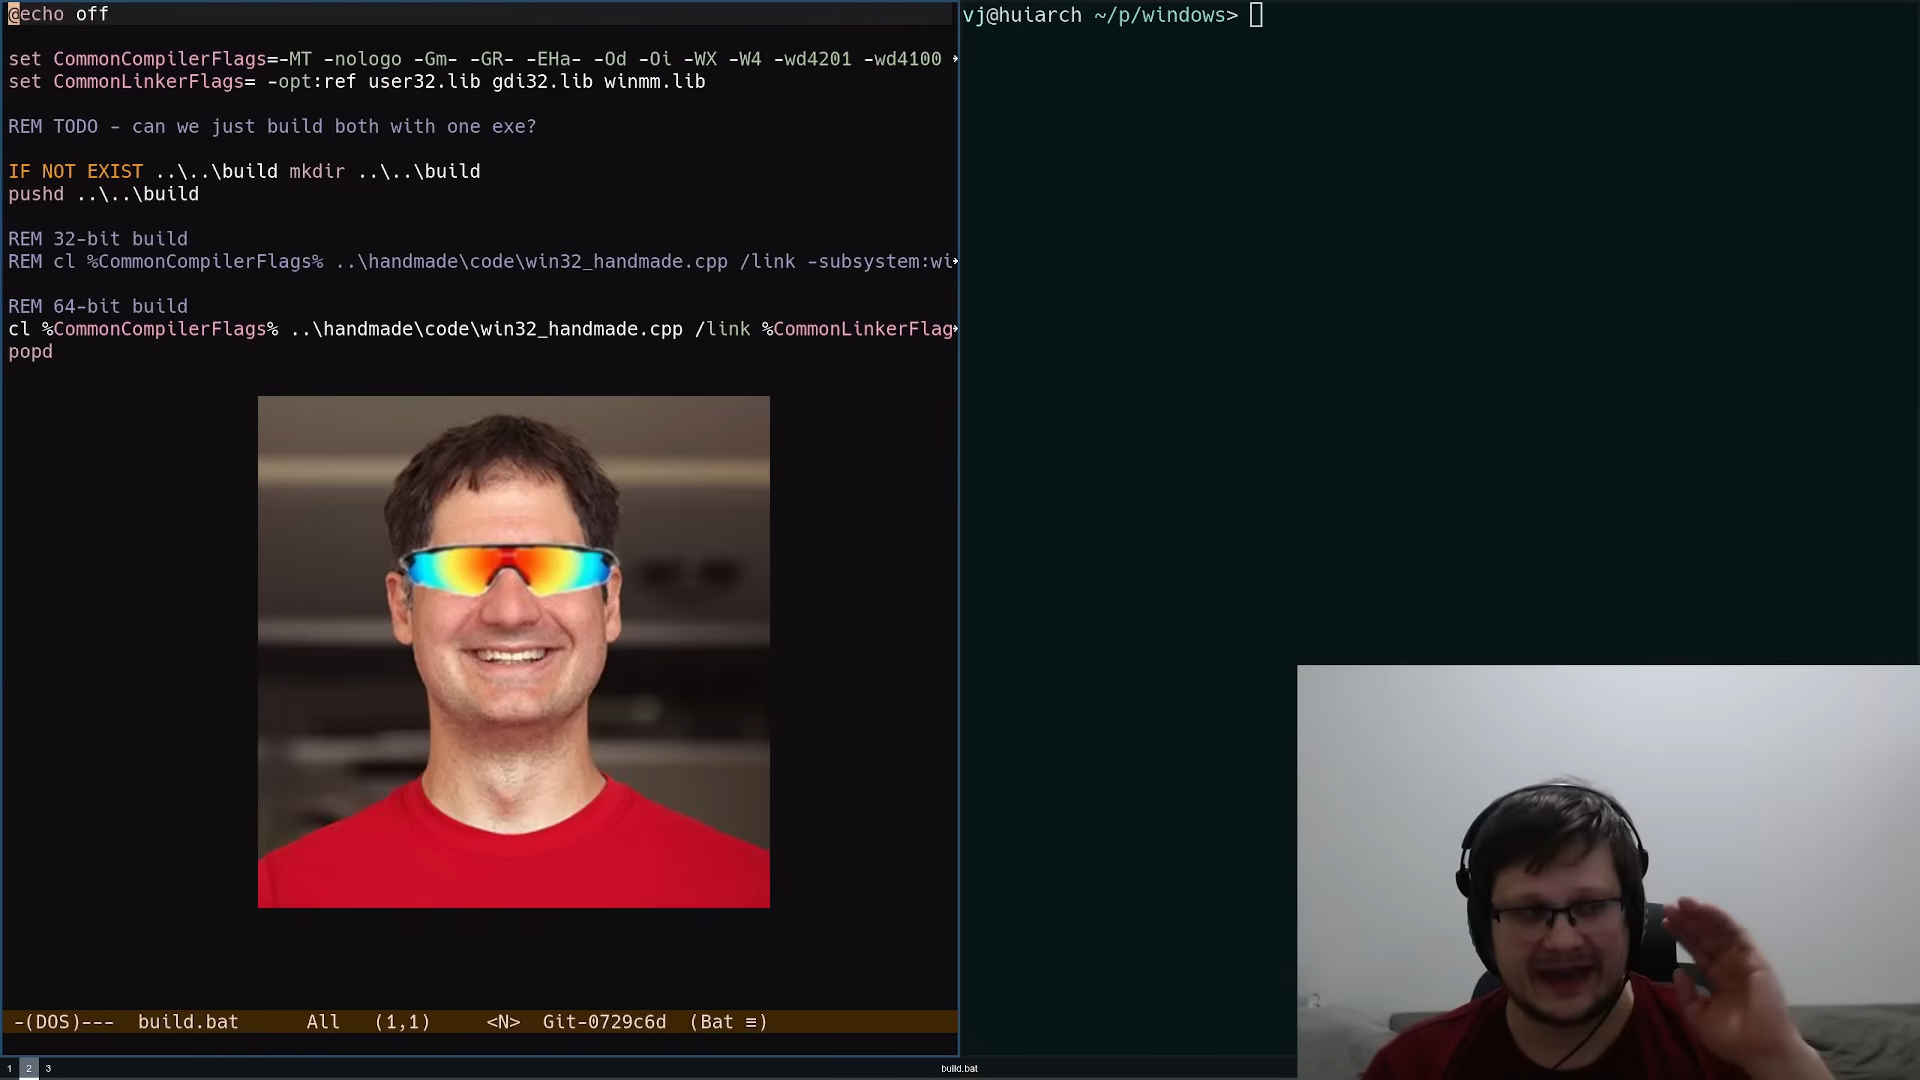 @echo off
set CommonCompilerFlags=-MT -nologo -Gm- -GR- -EHa- -Od -Oi -WX -W4 -wd4201 -wd4100
set CommonLinkerFlags= -opt:ref user32.lib gdi32.lib winmm.lib
REM TODO - can we just build both with one exe?
IF NOT EXIST ..\..\build mkdir ..\..\build
pushd ..\..\build
REM 32-bit build
REM cl %CommonCompilerFlags% ..\handmade\code\win32_handmade.cpp /link -subsystem:wi
REM 64-bit build
cl %CommonCompilerFlags% ..\handmade\code\win32_handmade.cpp /link %CommonLinkerFlag
popd
-(DOS)--- build.bat All (1,1) <N> Git-0729c6d (Bat ≡)
vj@huiarch ~/p/windows>
1 2 3 build.bat